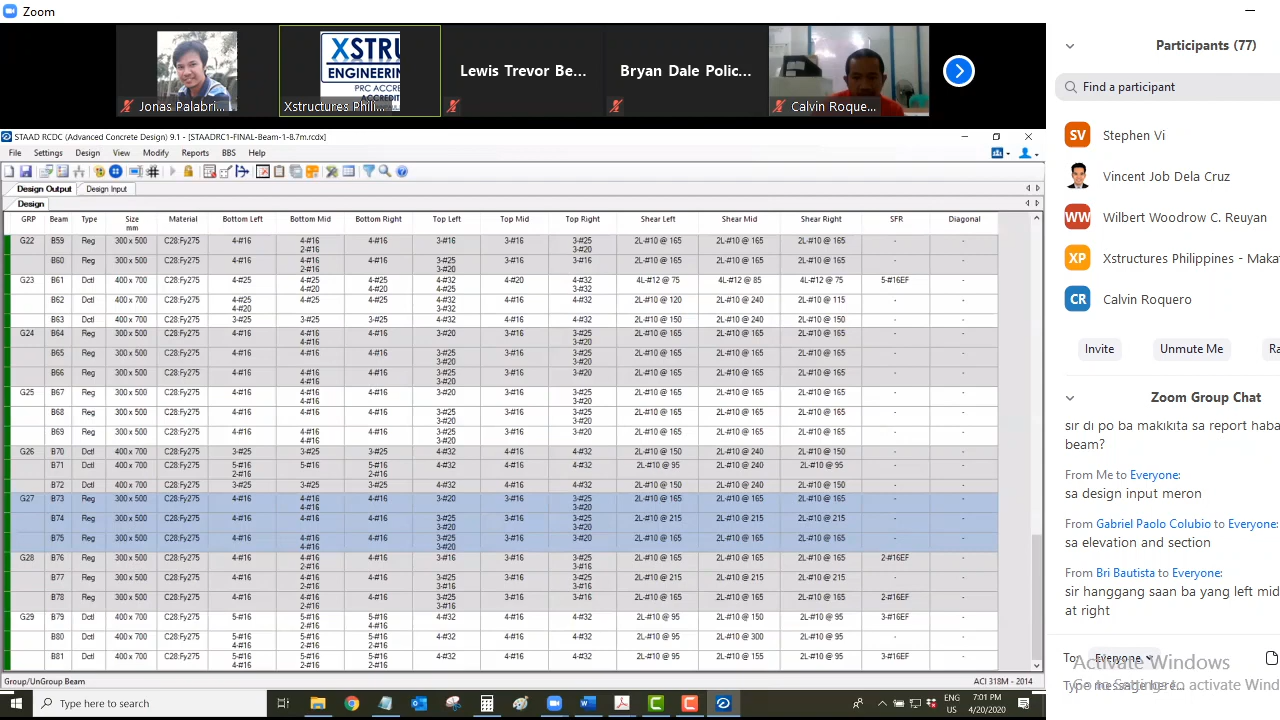 Zoom
Participants (77)
XSTRU
ENGINEERIN
PRC ACCRE
ACCREDIT
Jonas Palabri...
Xstructures Phili...
Lewis Trevor Be...
Bryan Dale Polic...
Calvin Roque...
Find a participant
SV Stephen Vi
Vincent Job Dela Cruz
WW Wilbert Woodrow C. Reuyan
XP Xstructures Philippines - Maka
CR Calvin Roquero
Invite Unmute Me Ra
Zoom Group Chat
sir di po ba makikita sa report haba
beam?
From Me to Everyone:
sa design input meron
From Gabriel Paolo Colubio to Everyone:
sa elevation and section
From Bri Bautista to Everyone:
sir hanggang saan ba yang left mid
at right
To: Everyone
Type message here...
Activate Windows
Go to Settings to activate Wind
STAAD RCDC (Advanced Concrete Design) 9.1 - [STAADRC1-FINAL-Beam-1-8.7m.rcdx]
File Settings Design View Modify Reports BBS Help
Design Output Design Input
Design
GRP Beam Type Size mm Material Bottom Left Bottom Mid Bottom Right Top Left Top Mid Top Right Shear Left Shear Mid Shear Right SFR Diagonal
G22 B59 Reg 300 x 500 C28:Fy275 4-#16 4-#16 2-#16 4-#16 3-#16 3-#16 3-#25 3-#20 2L-#10 @ 165 2L-#10 @ 165 2L-#10 @ 165 - -
B60 Reg 300 x 500 C28:Fy275 4-#16 4-#16 2-#16 4-#16 3-#25 3-#20 3-#16 3-#16 2L-#10 @ 165 2L-#10 @ 165 2L-#10 @ 165 - -
G23 B61 Dctl 400 x 700 C28:Fy275 4-#16 4-#25 4-#20 4-#25 4-#20 4-#32 2-#25 4-#20 4-#32 3-#25 4L-#12 @ 75 4L-#12 @ 85 4L-#12 @ 75 5-#16EF -
B62 Dctl 400 x 700 C28:Fy275 4-#25 4-#20 4-#25 4-#25 4-#32 3-#32 4-#16 4-#32 2L-#10 @ 120 2L-#10 @ 240 2L-#10 @ 115 - -
B63 Dctl 400 x 700 C28:Fy275 3-#25 3-#25 3-#25 4-#32 4-#16 4-#32 2L-#10 @ 150 2L-#10 @ 240 2L-#10 @ 150 - -
G24 B64 Reg 300 x 500 C28:Fy275 4-#16 4-#16 4-#16 4-#16 3-#20 3-#16 3-#25 3-#20 2L-#10 @ 165 2L-#10 @ 165 2L-#10 @ 165 - -
B65 Reg 300 x 500 C28:Fy275 4-#16 4-#16 4-#16 3-#25 3-#20 3-#16 3-#25 3-#20 2L-#10 @ 165 2L-#10 @ 165 2L-#10 @ 165 - -
B66 Reg 300 x 500 C28:Fy275 4-#16 4-#16 4-#16 4-#16 3-#25 3-#20 3-#16 3-#20 2L-#10 @ 165 2L-#10 @ 165 2L-#10 @ 165 - -
G25 B67 Reg 300 x 500 C28:Fy275 4-#16 4-#16 4-#16 4-#16 3-#20 3-#16 3-#25 3-#20 2L-#10 @ 165 2L-#10 @ 165 2L-#10 @ 165 - -
B68 Reg 300 x 500 C28:Fy275 4-#16 4-#16 4-#16 3-#25 3-#20 3-#16 3-#25 3-#20 2L-#10 @ 165 2L-#10 @ 165 2L-#10 @ 165 - -
B69 Reg 300 x 500 C28:Fy275 4-#16 4-#16 4-#16 4-#16 3-#25 3-#20 3-#16 3-#20 2L-#10 @ 165 2L-#10 @ 165 2L-#10 @ 165 - -
G26 B70 Dctl 400 x 700 C28:Fy275 3-#25 3-#25 3-#25 4-#32 4-#16 4-#32 2L-#10 @ 150 2L-#10 @ 240 2L-#10 @ 150 - -
B71 Dctl 400 x 700 C28:Fy275 5-#16 2-#16 5-#16 5-#16 2-#16 4-#32 4-#16 4-#32 2L-#10 @ 95 2L-#10 @ 240 2L-#10 @ 95 - -
B72 Dctl 400 x 700 C28:Fy275 3-#25 3-#25 3-#25 4-#32 4-#16 4-#32 2L-#10 @ 150 2L-#10 @ 240 2L-#10 @ 150 - -
G27 B73 Reg 300 x 500 C28:Fy275 4-#16 4-#16 4-#16 4-#16 3-#20 3-#16 3-#25 3-#20 2L-#10 @ 165 2L-#10 @ 165 2L-#10 @ 165 - -
B74 Reg 300 x 500 C28:Fy275 4-#16 4-#16 4-#16 3-#25 3-#20 3-#16 3-#25 3-#20 2L-#10 @ 215 2L-#10 @ 215 2L-#10 @ 215 - -
B75 Reg 300 x 500 C28:Fy275 4-#16 4-#16 4-#16 4-#16 3-#25 3-#20 3-#16 3-#20 2L-#10 @ 165 2L-#10 @ 165 2L-#10 @ 165 - -
G28 B76 Reg 300 x 500 C28:Fy275 4-#16 4-#16 2-#16 4-#16 3-#16 3-#16 3-#25 3-#16 2L-#10 @ 165 2L-#10 @ 165 2L-#10 @ 165 2-#16EF -
B77 Reg 300 x 500 C28:Fy275 4-#16 4-#16 4-#16 3-#25 3-#16 3-#16 3-#25 3-#16 2L-#10 @ 215 2L-#10 @ 215 2L-#10 @ 215 - -
B78 Reg 300 x 500 C28:Fy275 4-#16 4-#16 2-#16 4-#16 3-#25 3-#16 3-#16 3-#16 2L-#10 @ 165 2L-#10 @ 165 2L-#10 @ 165 2-#16EF -
G29 B79 Dctl 400 x 700 C28:Fy275 5-#16 5-#16 2-#16 5-#16 4-#16 4-#32 4-#16 4-#32 2L-#10 @ 95 2L-#10 @ 150 2L-#10 @ 95 3-#16EF -
B80 Dctl 400 x 700 C28:Fy275 5-#16 4-#16 5-#16 2-#16 5-#16 4-#16 4-#32 4-#16 4-#32 2L-#10 @ 95 2L-#10 @ 300 2L-#10 @ 95 - -
B81 Dctl 400 x 700 C28:Fy275 5-#16 4-#16 5-#16 2-#16 5-#16 2-#16 4-#32 4-#16 4-#32 2L-#10 @ 95 2L-#10 @ 155 2L-#10 @ 95 3-#16EF -
Group/UnGroup Beam ACI 318M - 2014
Type here to search
ENG
US
7:01 PM
4/20/2020